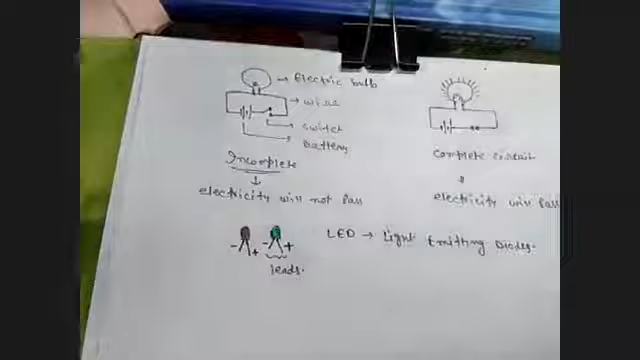 Electric bulb
wire
switch
Battery
Incomplete
electricity will not pass
complete circuit
electricity will pass
- + - +
LED → Light Emitting Diodes.
leads.